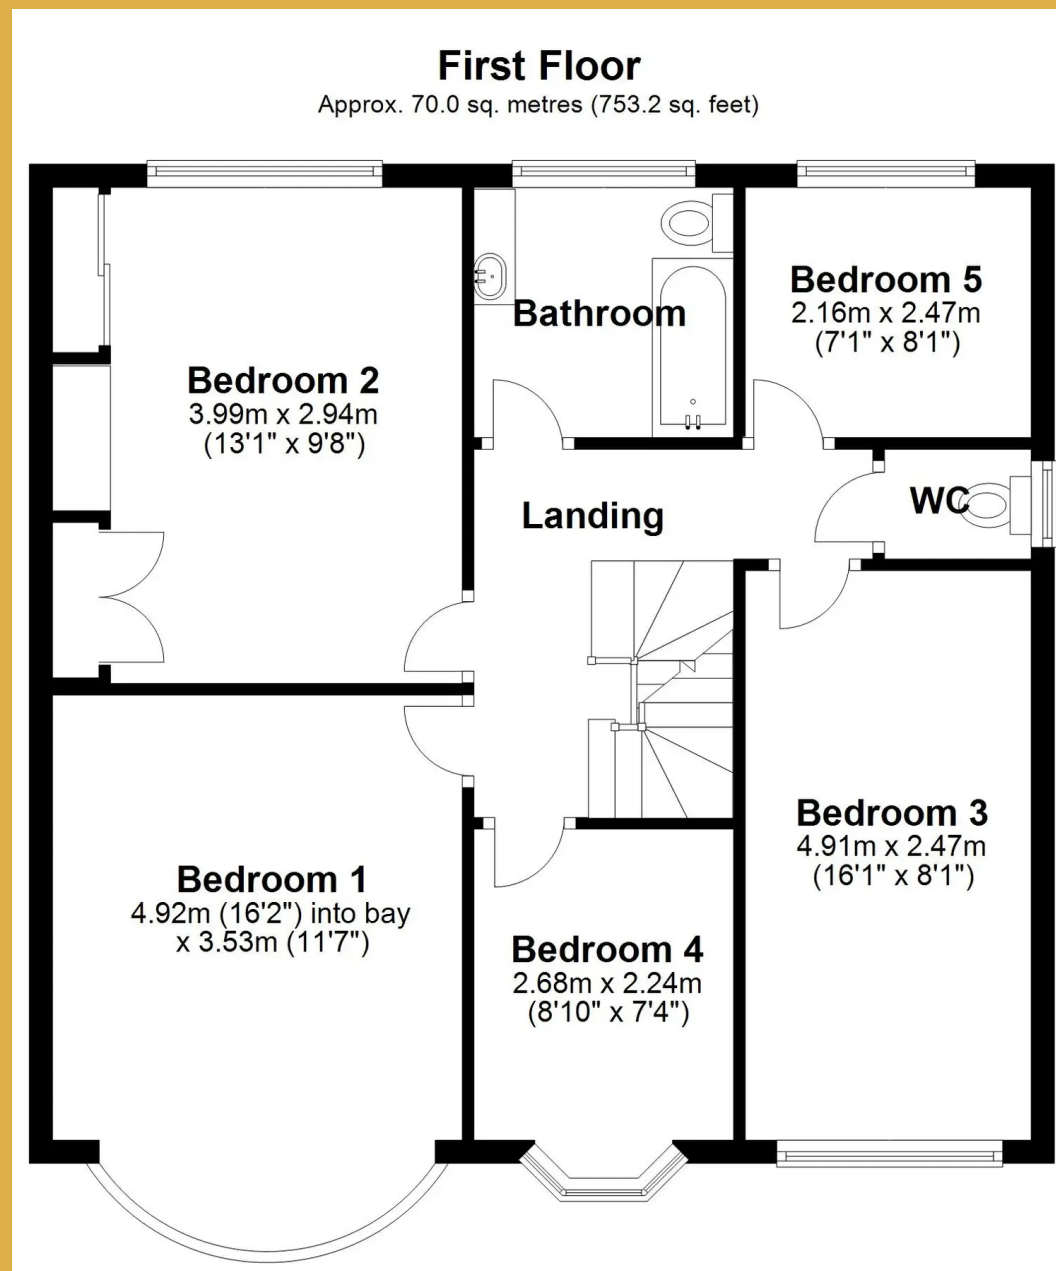 First Floor
Approx. 70.0 sq. metres (753.2 sq. feet)
Bedroom 5
2.16m x 2.47m
(7'1" x 8'1")
Bathroom
Bedroom 2
3.99m x 2.94m
(13'1" x 9'8")
WC
Landing
Bedroom 3
4.91m x 2.47m
(16'1" x 8'1")
Bedroom 1
4.92m (16'2") into bay
x 3.53m (11'7")
Bedroom 4
2.68m x 2.24m
(8'10" x 7'4")